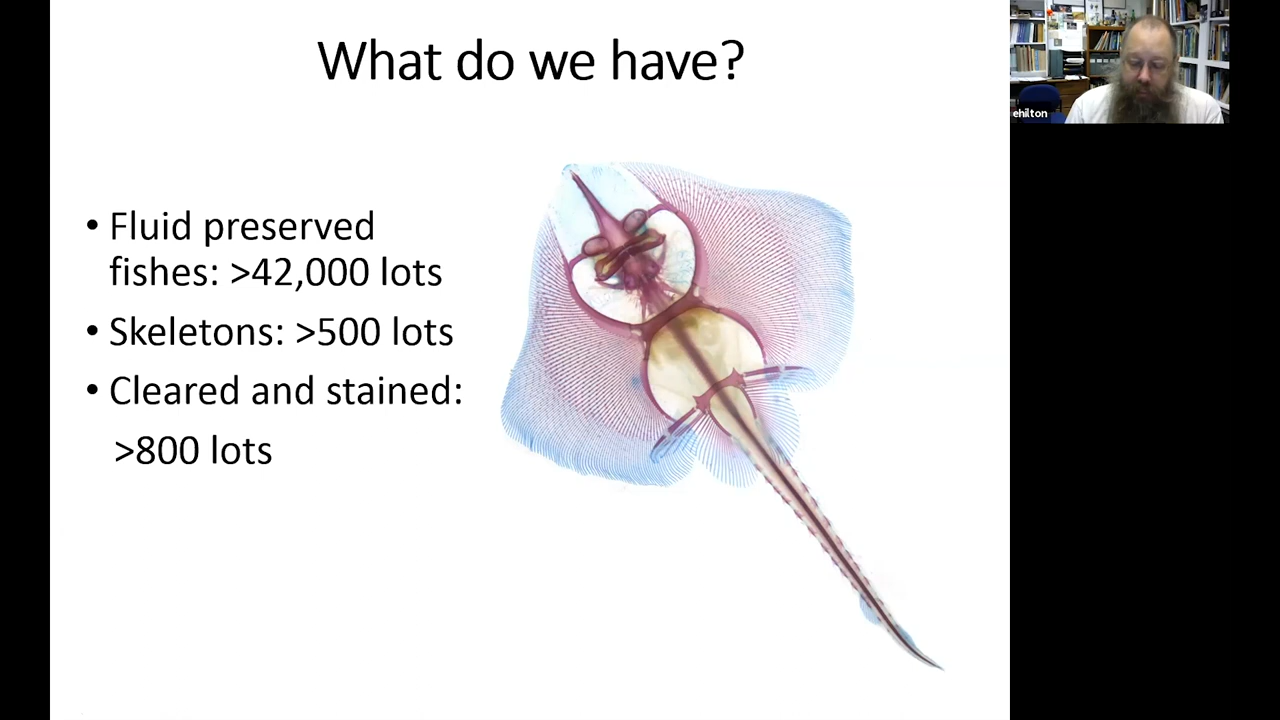 What do we have?
• Fluid preserved
fishes: >42,000 lots
• Skeletons: >500 lots
• Cleared and stained:
>800 lots
ehilton